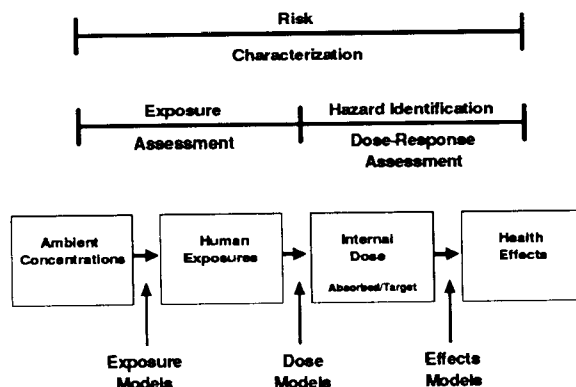 Risk
Characterization
Exposure
Assessment
Hazard Identification
Dose-Response
Assessment
Ambient
Concentrations
Human
Exposures
Internal
Dose
Absorbed/Target
Health
Effects
Exposure
Models
Dose
Models
Effects
Models